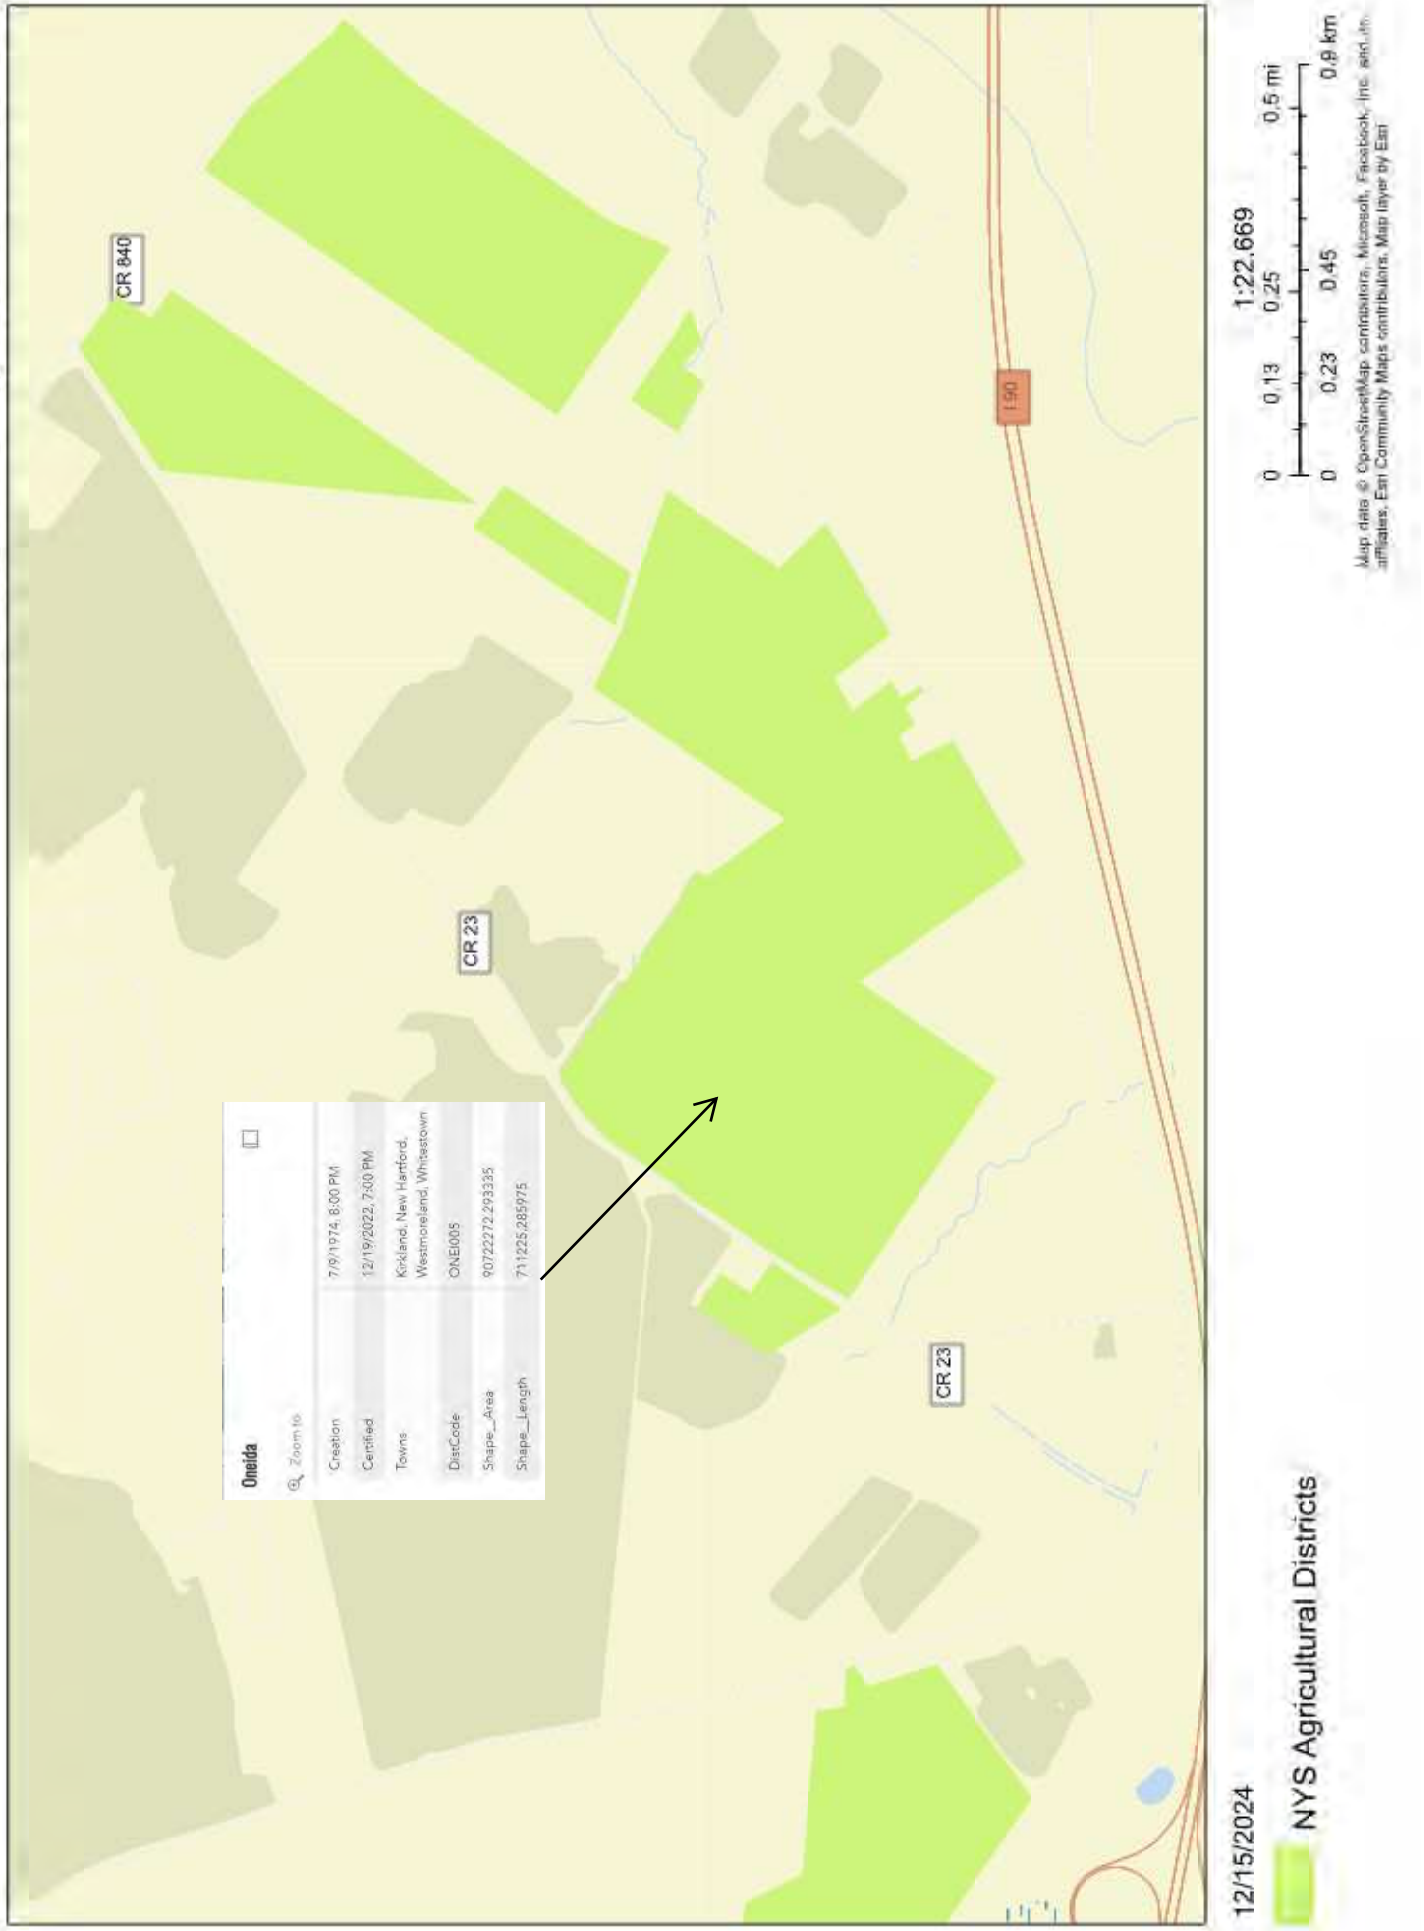 CR 840
CR 23
Oneida
Zoom to
Creation 7/9/1974, 8:00 PM
Certified 12/19/2022, 7:00 PM
Towns Kirkland, New Hartford,
Westmoreland, Whitestown
DistCode ONEI005
Shape__Area 90722272.293335
Shape__Length 711225.285975
CR 23
I 90
12/15/2024
NYS Agricultural Districts
1:22,669
0 0.13 0.25 0.5 mi
0 0.23 0.45 0.9 km
Map data © OpenStreetMap contributors, Microsoft, Facebook, Inc. and its
affiliates, Esri Community Maps contributors, Map layer by Esri